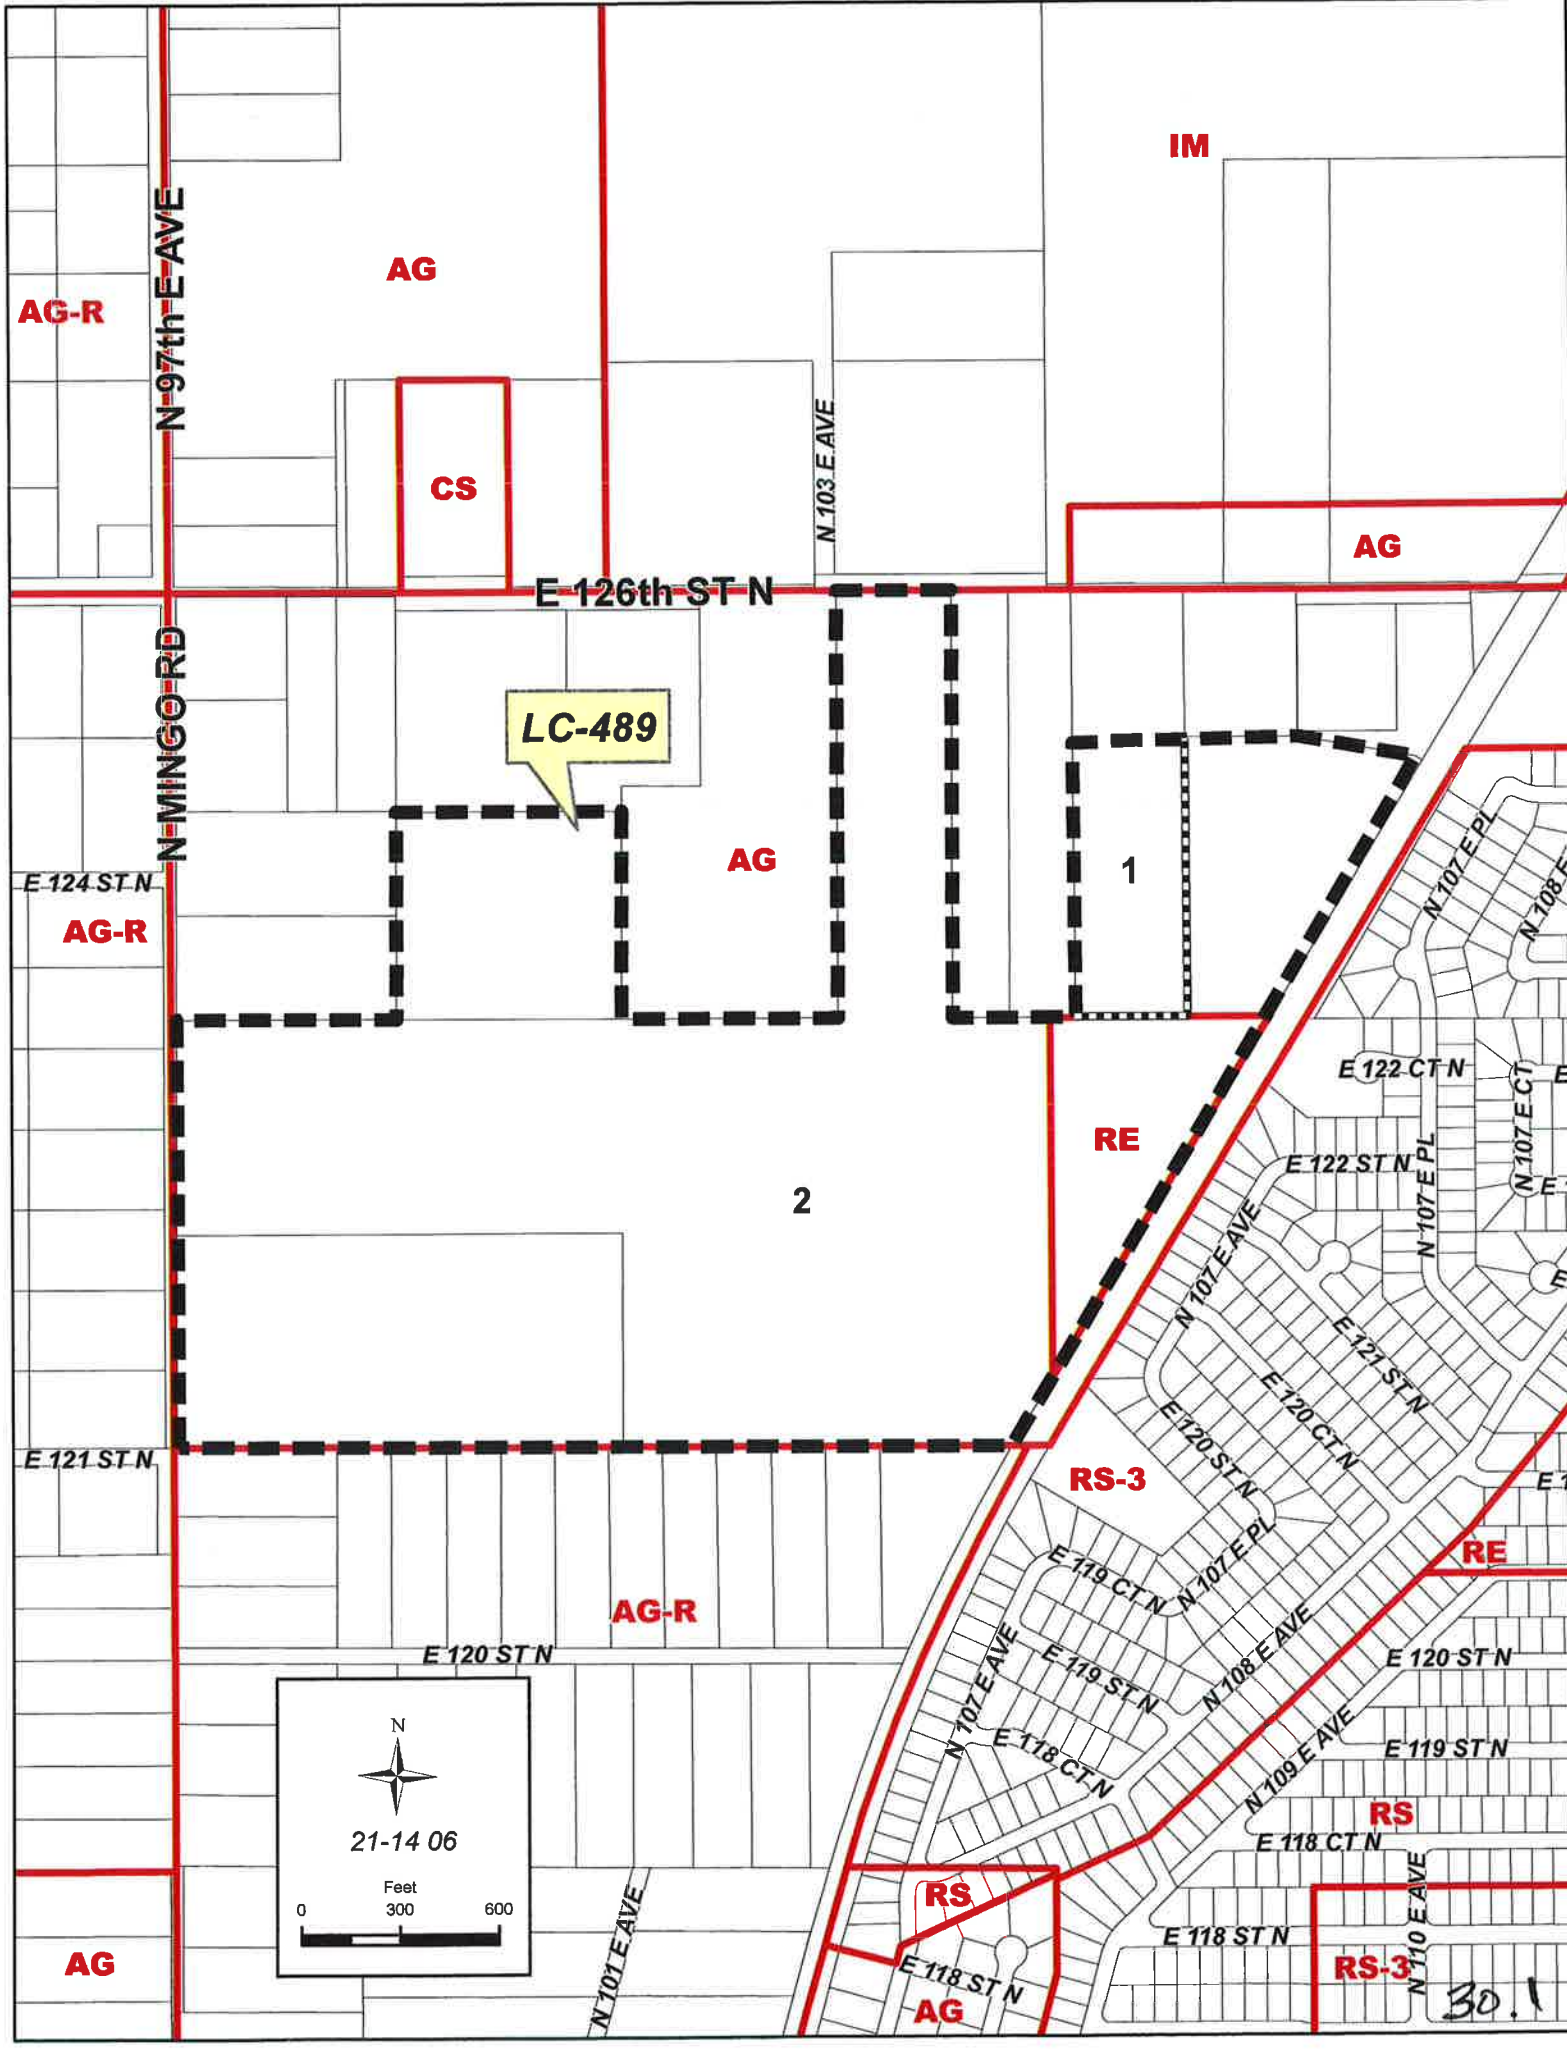 IM
AG
AG-R
N 97th E AVE
CS
N 103 E AVE
AG
E 126th ST N
N MINGO RD
LC-489
AG
1
E 124 ST N
AG-R
N 107 E PL
N 108 E
E 122 CT N
E
N 107 E CT
RE
E 122 ST N
N 107 E PL
E
2
N 107 E AVE
E
E 121 ST N
E 120 CT N
E 120 ST N
E 121 ST N
RS-3
E 1
RE
E 119 CT N
N 107 E PL
AG-R
E 120 ST N
N 107 E AVE
E 119 ST N
N 108 E AVE
E 120 ST N
N
E 118 CT N
N 109 E AVE
E 119 ST N
21-14 06
RS
E 118 CT N
Feet
0 300 600
RS
N 110 E AVE
N 101 E AVE
E 118 ST N
AG
E 118 ST N
RS-3
AG
30.1